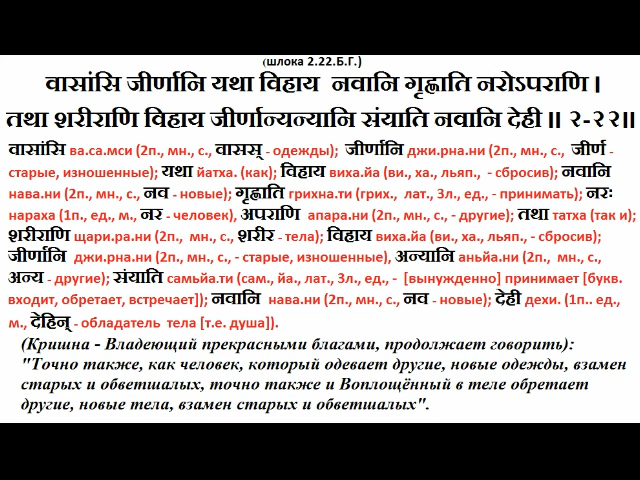 (шлока 2.22.Б.Г.)
वासांसि जीर्णानि यथा विहाय नवानि गृह्णाति नरोऽपराणि ।
तथा शरीराणि विहाय जीर्णान्यन्यानि संयाति नवानि देही ॥ २-२२॥
वासांसि ва.са.мси (2п., мн., с., वासस् - одежды); जीर्णानि джи.рна.ни (2п., мн., с., जीर्ण -
старые, изношенные); यथा йатха. (как); विहाय виха.йа (ви., ха., льяп., - сбросив); नवानि
нава.ни (2п., мн., с., नव - новые); गृह्णाति грихна.ти (грих., лат., 3л., ед., - принимать); नरः
нараха (1п., ед., м., नर - человек), अपराणि апара.ни (2п., мн., с., - другие); तथा татха (так и);
शरीराणि щари.ра.ни (2п., мн., с., शरीर - тела); विहाय виха.йа (ви., ха., льяп., - сбросив);
जीर्णानि джи.рна.ни (2п., мн., с., - старые, изношенные), अन्यानि аньйа.ни (2п., мн., с.,
अन्य - другие); संयाति самьйа.ти (сам., йа., лат., 3л., ед., - [вынужденно] принимает [букв.
входит, обретает, встречает]); नवानि нава.ни (2п., мн., с., नव - новые); देही дехи. (1п.. ед.,
м., देहिन् - обладатель тела [т.е. душа]).
(Кришна - Владеющий прекрасными благами, продолжает говорить):
"Точно также, как человек, который одевает другие, новые одежды, взамен
старых и обветшалых, точно также и Воплощённый в теле обретает
другие, новые тела, взамен старых и обветшалых".